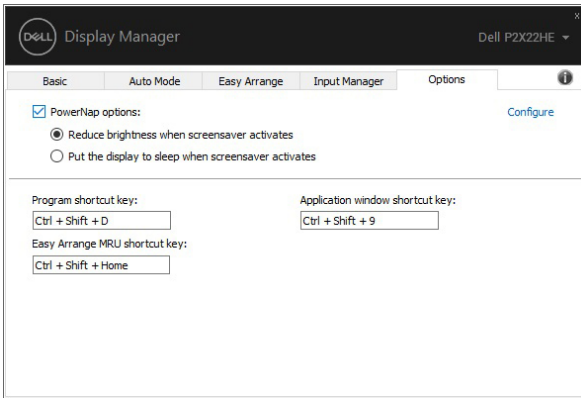 DELL Display Manager
Dell P2X22HE
Basic Auto Mode Easy Arrange Input Manager Options
PowerNap options: Configure
Reduce brightness when screensaver activates
Put the display to sleep when screensaver activates
Program shortcut key: Application window shortcut key:
Ctrl + Shift + D Ctrl + Shift + 9
Easy Arrange MRU shortcut key:
Ctrl + Shift + Home